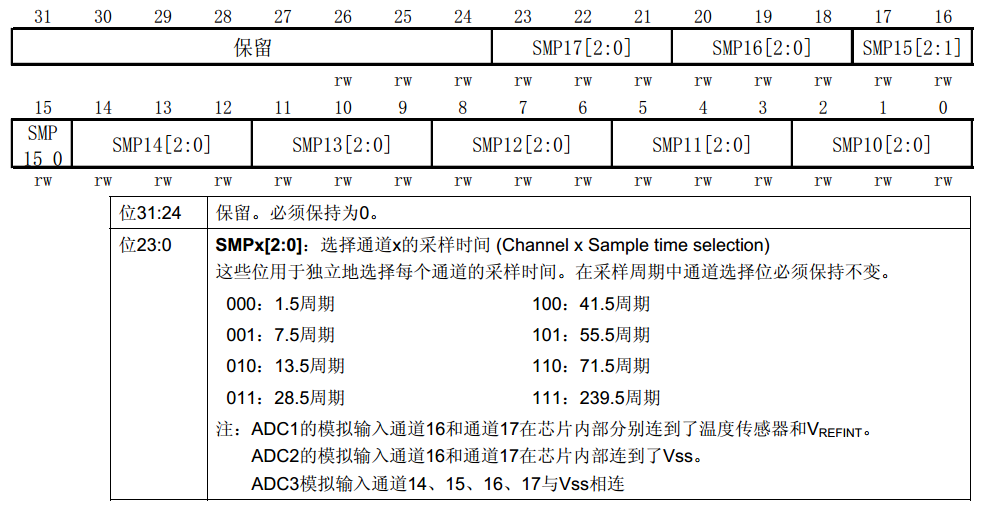 31 30 29 28 27 26 25 24 23 22 21 20 19 18 17 16
保留 SMP17[2:0] SMP16[2:0] SMP15[2:1]
rw rw rw rw rw rw rw rw rw rw rw
15 14 13 12 11 10 9 8 7 6 5 4 3 2 1 0
SMP
15_0 SMP14[2:0] SMP13[2:0] SMP12[2:0] SMP11[2:0] SMP10[2:0]
rw rw rw rw rw rw rw rw rw rw rw rw rw rw rw rw
位31:24 保留。必须保持为0。
位23:0 SMPx[2:0]：选择通道x的采样时间 (Channel x Sample time selection)
这些位用于独立地选择每个通道的采样时间。在采样周期中通道选择位必须保持不变。
000：1.5周期 100：41.5周期
001：7.5周期 101：55.5周期
010：13.5周期 110：71.5周期
011：28.5周期 111：239.5周期
注：ADC1的模拟输入通道16和通道17在芯片内部分别连到了温度传感器和VREFINT。
ADC2的模拟输入通道16和通道17在芯片内部连到了Vss。
ADC3模拟输入通道14、15、16、17与Vss相连